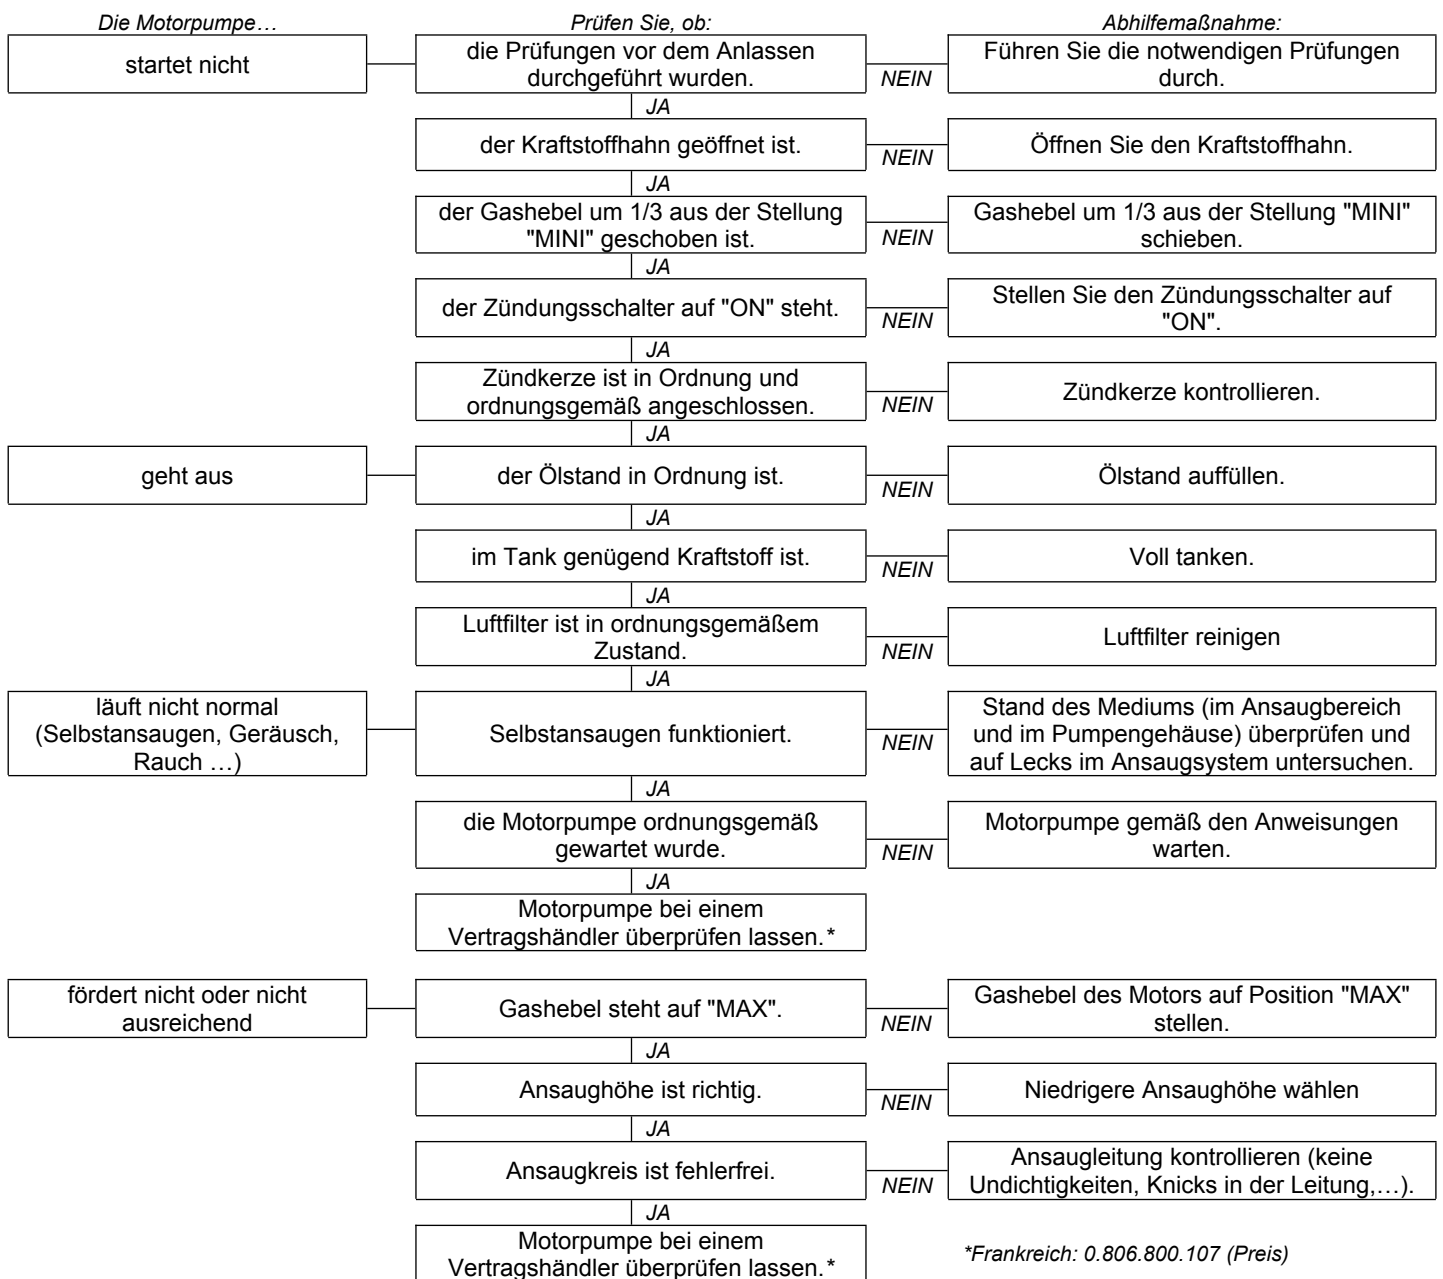 Die Motorpumpe…
Prüfen Sie, ob:
Abhilfemaßnahme:
startet nicht
die Prüfungen vor dem Anlassen
durchgeführt wurden.
NEIN
Führen Sie die notwendigen Prüfungen
durch.
JA
der Kraftstoffhahn geöffnet ist.
NEIN
Öffnen Sie den Kraftstoffhahn.
JA
der Gashebel um 1/3 aus der Stellung
"MINI" geschoben ist.
NEIN
Gashebel um 1/3 aus der Stellung "MINI"
schieben.
JA
der Zündungsschalter auf "ON" steht.
NEIN
Stellen Sie den Zündungsschalter auf
"ON".
JA
Zündkerze ist in Ordnung und
ordnungsgemäß angeschlossen.
NEIN
Zündkerze kontrollieren.
JA
geht aus
der Ölstand in Ordnung ist.
NEIN
Ölstand auffüllen.
JA
im Tank genügend Kraftstoff ist.
NEIN
Voll tanken.
JA
Luftfilter ist in ordnungsgemäßem
Zustand.
NEIN
Luftfilter reinigen
JA
läuft nicht normal
(Selbstansaugen, Geräusch,
Rauch …)
Selbstansaugen funktioniert.
NEIN
Stand des Mediums (im Ansaugbereich
und im Pumpengehäuse) überprüfen und
auf Lecks im Ansaugsystem untersuchen.
JA
die Motorpumpe ordnungsgemäß
gewartet wurde.
NEIN
Motorpumpe gemäß den Anweisungen
warten.
JA
Motorpumpe bei einem
Vertragshändler überprüfen lassen.*
fördert nicht oder nicht
ausreichend
Gashebel steht auf "MAX".
NEIN
Gashebel des Motors auf Position "MAX"
stellen.
JA
Ansaughöhe ist richtig.
NEIN
Niedrigere Ansaughöhe wählen
JA
Ansaugkreis ist fehlerfrei.
NEIN
Ansaugleitung kontrollieren (keine
Undichtigkeiten, Knicks in der Leitung,…).
JA
Motorpumpe bei einem
Vertragshändler überprüfen lassen.*
*Frankreich: 0.806.800.107 (Preis)